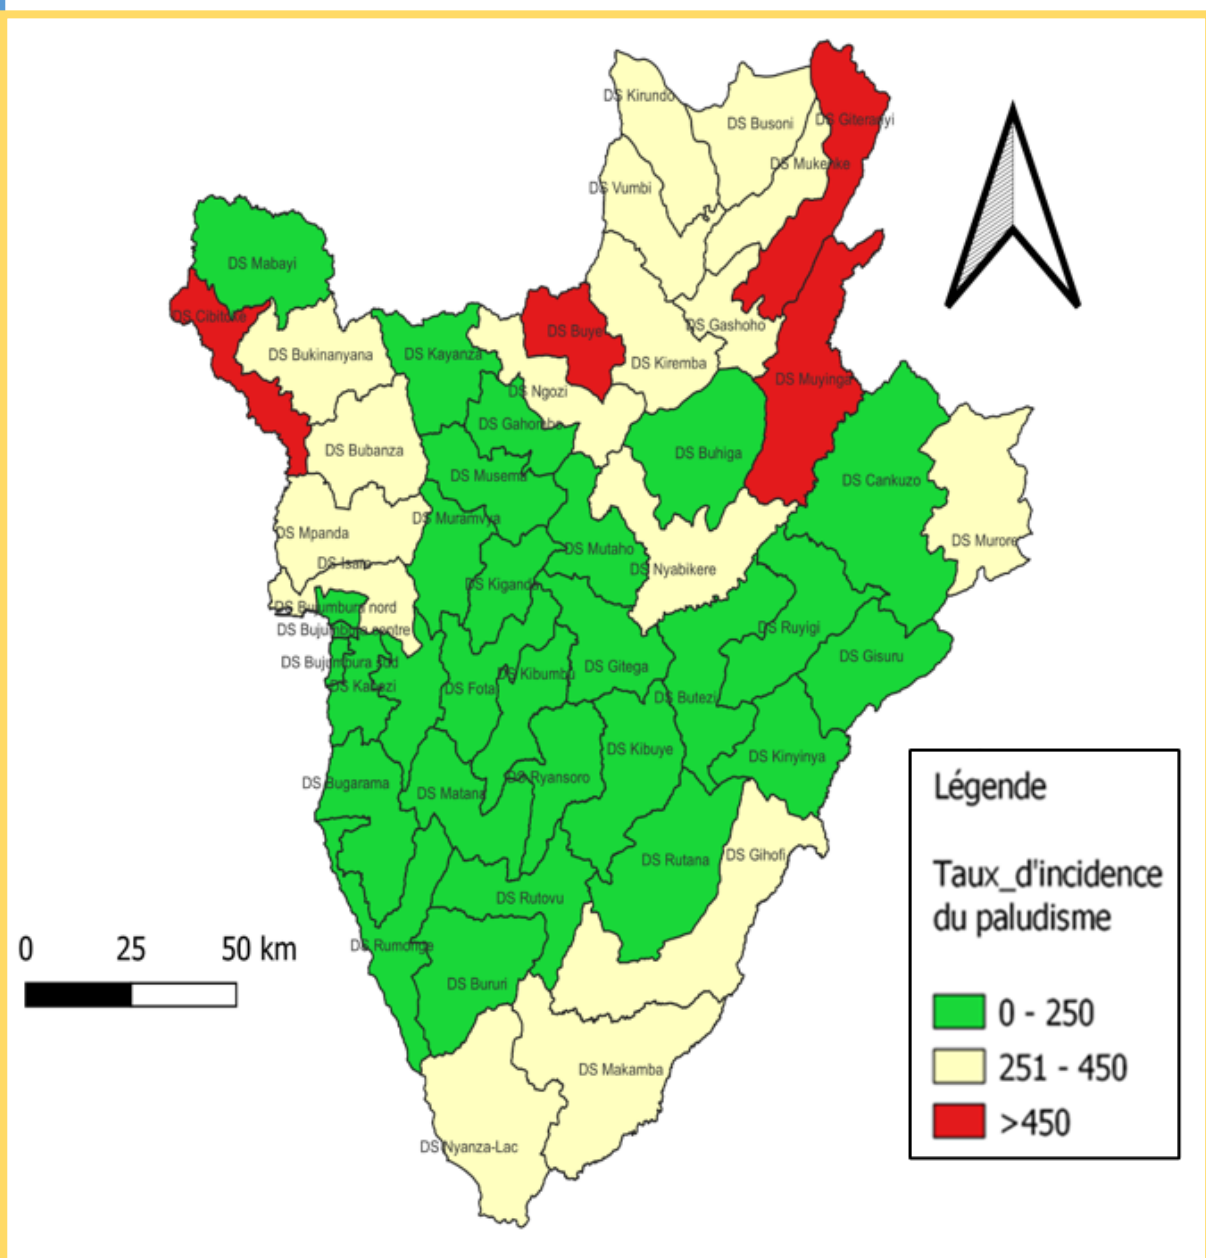 DS Kirundo
DS Busoni
DS Giteranyi
DS Mukenke
DS Vumbi
DS Mabayi
DS Cibitoke
DS Gashoho
DS Buye
DS Bukinanyana
DS Kayanza
DS Kiremba
DS Muyinga
DS Ngozi
DS Gahombo
DS Bubanza
DS Buhiga
DS Musema
DS Cankuzo
DS Muramvya
DS Mpanda
DS Murore
DS Mutaho
DS Isare
DS Nyabikere
DS Kiganda
DS Bujumbura nord
DS Bujumbura centre
DS Ruyigi
DS Gisuru
DS Bujumbura sud
DS Gitega
DS Kibumbu
DS Kabezi
DS Fota
DS Butezi
DS Kibuye
DS Kinyinya
DS Ryansoro
DS Bugarama
DS Matana
DS Rutana
DS Gihofi
DS Rutovu
DS Rumonge
DS Bururi
DS Makamba
DS Nyanza-Lac
0 25 50 km
Légende
Taux_d'incidence
du paludisme
0 - 250
251 - 450
>450